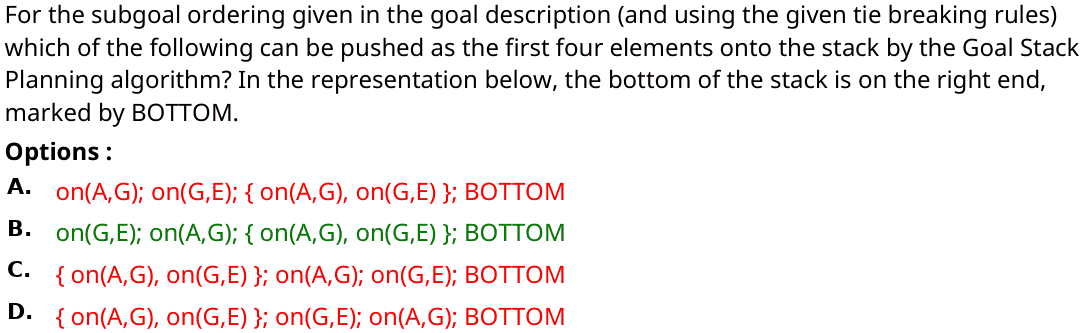 For the subgoal ordering given in the goal description (and using the given tie breaking rules)
which of the following can be pushed as the first four elements onto the stack by the Goal Stack
Planning algorithm? In the representation below, the bottom of the stack is on the right end,
marked by BOTTOM.
Options :
A. on(A,G); on(G,E); { on(A,G), on(G,E) }; BOTTOM
B. on(G,E); on(A,G); { on(A,G), on(G,E) }; BOTTOM
C. { on(A,G), on(G,E) }; on(A,G); on(G,E); BOTTOM
D. { on(A,G), on(G,E) }; on(G,E); on(A,G); BOTTOM